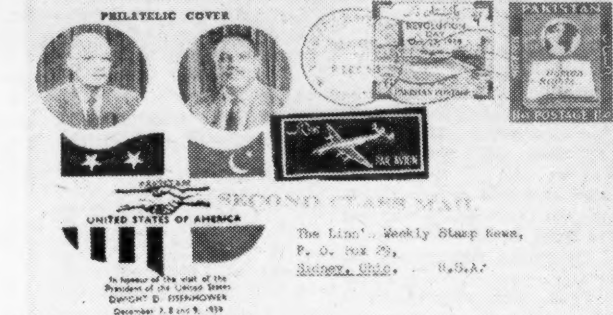 PHILATELIC COVER
REVOLUTION
DAY
PAKISTAN POSTAGE
PAKISTAN
Human
Rights
POSTAGE
PAR AVION
PAKISTAN
UNITED STATES OF AMERICA
SECOND CLASS MAIL
The Linn's Weekly Stamp News,
P. O. Box 29,
Sidney, Ohio. U.S.A.
In honour of the visit of the
President of the United States
DWIGHT D. EISENHOWER
December 7, 8 and 9, 1959